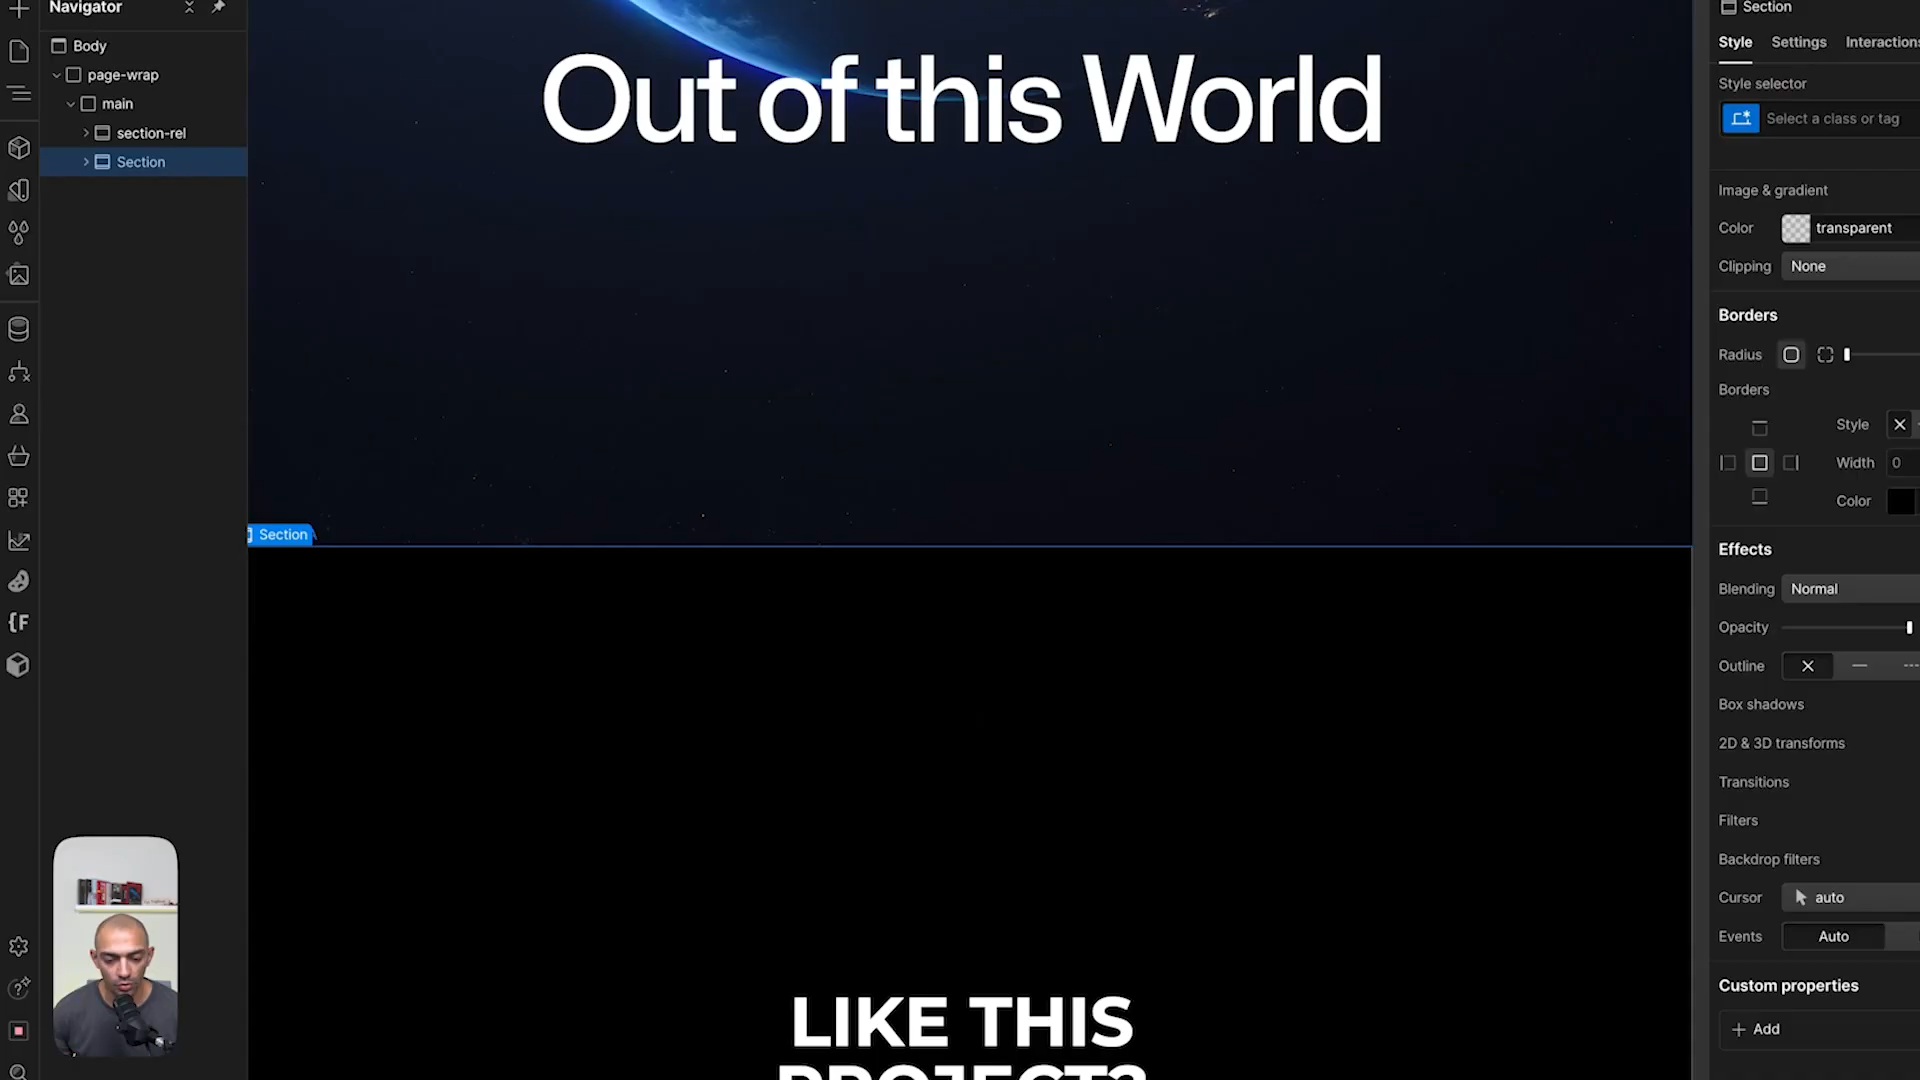 Navigator
Body
page-wrap
main
section-rel
Section
Out of this World
Section
LIKE THIS
PROJECT?
Section
Style Settings Interactions
Style selector
Select a class or tag
Image & gradient
Color transparent
Clipping None
Borders
Radius
Borders
Style
Width 0
Color
Effects
Blending Normal
Opacity
Outline
Box shadows
2D & 3D transforms
Transitions
Filters
Backdrop filters
Cursor auto
Events Auto
Custom properties
Add